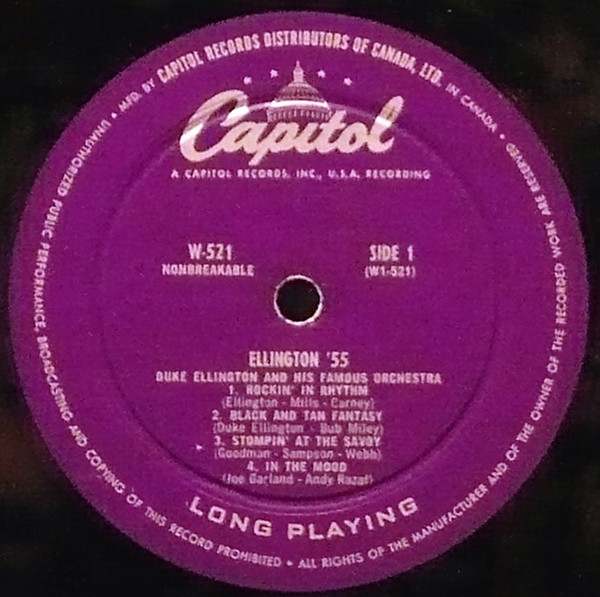 MFD. BY CAPITOL RECORDS DISTRIBUTORS OF CANADA, LTD. IN CANADA • UNAUTHORIZED PUBLIC PERFORMANCE, BROADCASTING AND COPYING OF THIS RECORD PROHIBITED • ALL RIGHTS OF THE MANUFACTURER AND OF THE OWNER OF THE RECORDED WORK ARE RESERVED •
Capitol
A CAPITOL RECORDS, INC., U.S.A. RECORDING
W-521
NONBREAKABLE
SIDE 1
(W1-521)
ELLINGTON '55
DUKE ELLINGTON AND HIS FAMOUS ORCHESTRA
1. ROCKIN' IN RHYTHM
(Ellington - Mills - Carney)
2. BLACK AND TAN FANTASY
(Duke Ellington - Bub Miley)
3. STOMPIN' AT THE SAVOY
(Goodman - Sampson - Webb)
4. IN THE MOOD
(Joe Garland - Andy Razaf)
LONG PLAYING